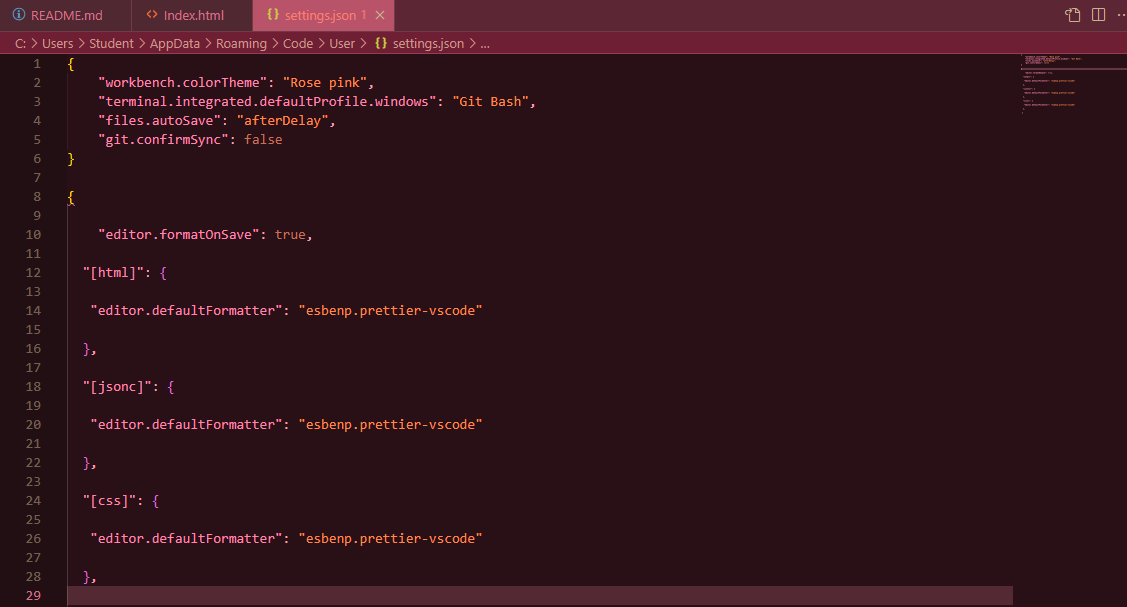 README.md Index.html settings.json 1
C: > Users > Student > AppData > Roaming > Code > User > {} settings.json > ...
1 {
2 "workbench.colorTheme": "Rose pink",
3 "terminal.integrated.defaultProfile.windows": "Git Bash",
4 "files.autoSave": "afterDelay",
5 "git.confirmSync": false
6 }
7
8 {
9
10 "editor.formatOnSave": true,
11
12 "[html]": {
13
14 "editor.defaultFormatter": "esbenp.prettier-vscode"
15
16 },
17
18 "[jsonc]": {
19
20 "editor.defaultFormatter": "esbenp.prettier-vscode"
21
22 },
23
24 "[css]": {
25
26 "editor.defaultFormatter": "esbenp.prettier-vscode"
27
28 },
29